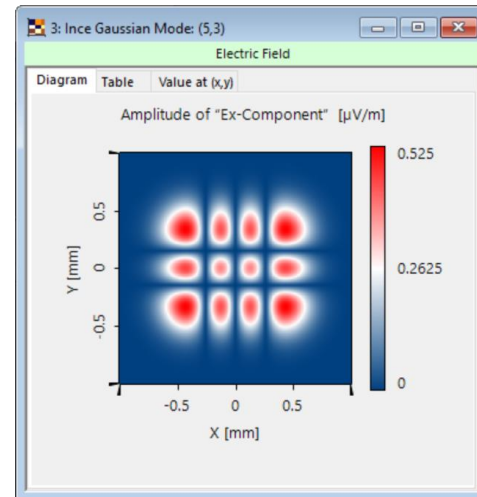 3: Ince Gaussian Mode: (5,3)
Electric Field
Diagram Table Value at (x,y)
Amplitude of "Ex-Component" [µV/m]
0.525
0.5
0.2625
0
Y [mm]
-0.5
0
-0.5 0 0.5
X [mm]